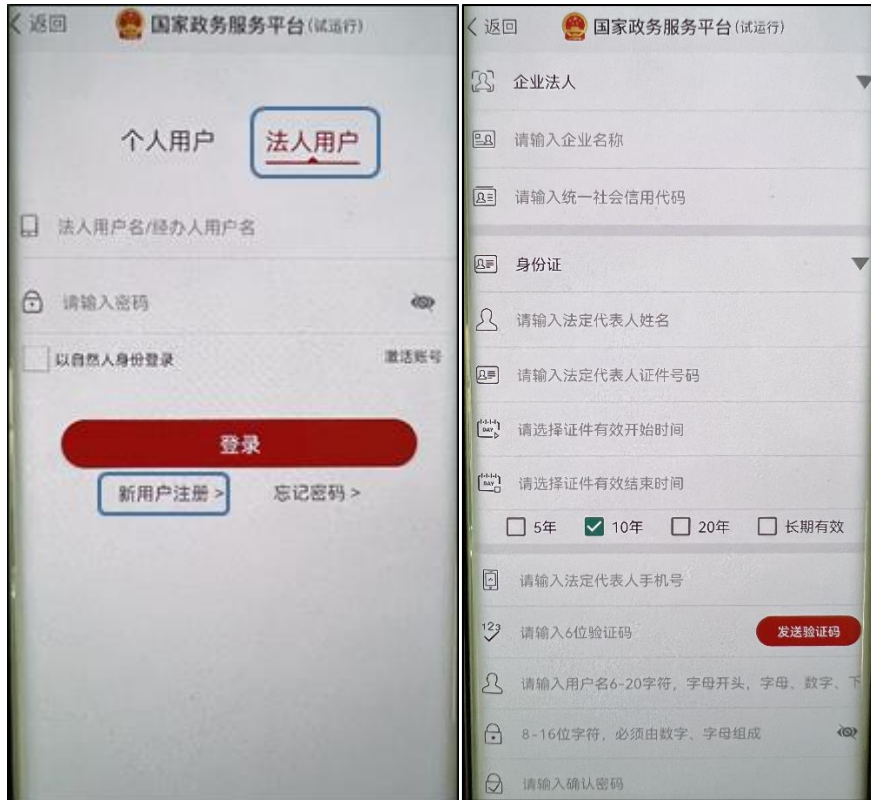 返回
国家政务服务平台(试运行)
个人用户
法人用户
法人用户名/经办人用户名
请输入密码
以自然人身份登录
激活账号
登录
新用户注册 >
忘记密码 >
返回
国家政务服务平台(试运行)
企业法人
请输入企业名称
请输入统一社会信用代码
身份证
请输入法定代表人姓名
请输入法定代表人证件号码
DAY
请选择证件有效开始时间
DAY
请选择证件有效结束时间
5年
10年
20年
长期有效
请输入法定代表人手机号
123
请输入6位验证码
发送验证码
请输入用户名6-20字符，字母开头，字母、数字、下
8-16位字符，必须由数字、字母组成
请输入确认密码